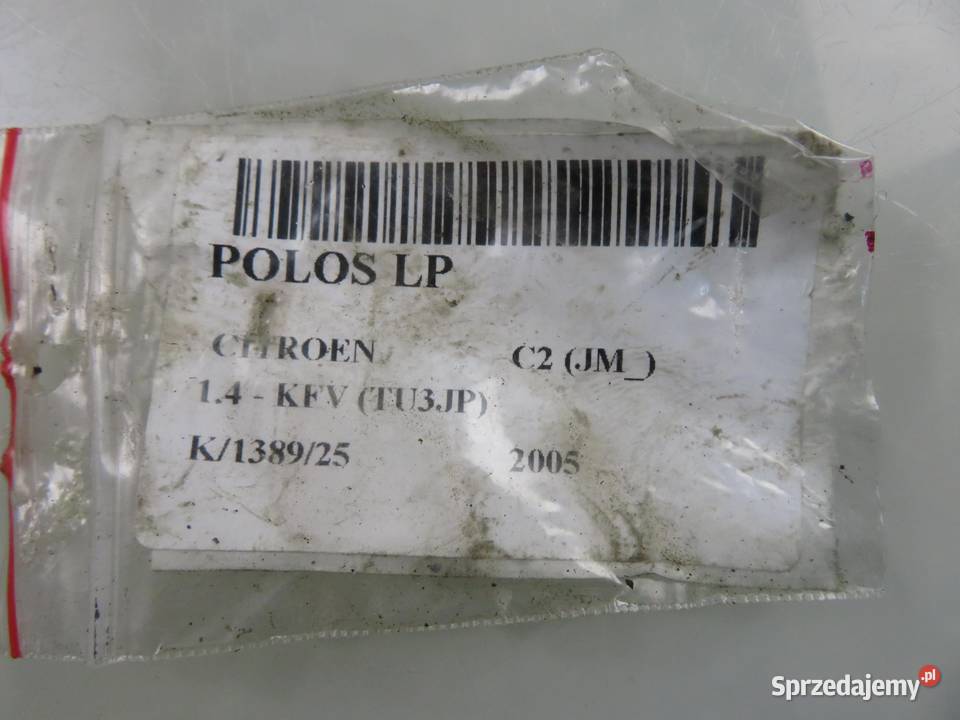 POLOS LP
CITROEN C2 (JM_)
1.4 - KFV (TU3JP)
K/1389/25 2005
Sprzedajemy.pl